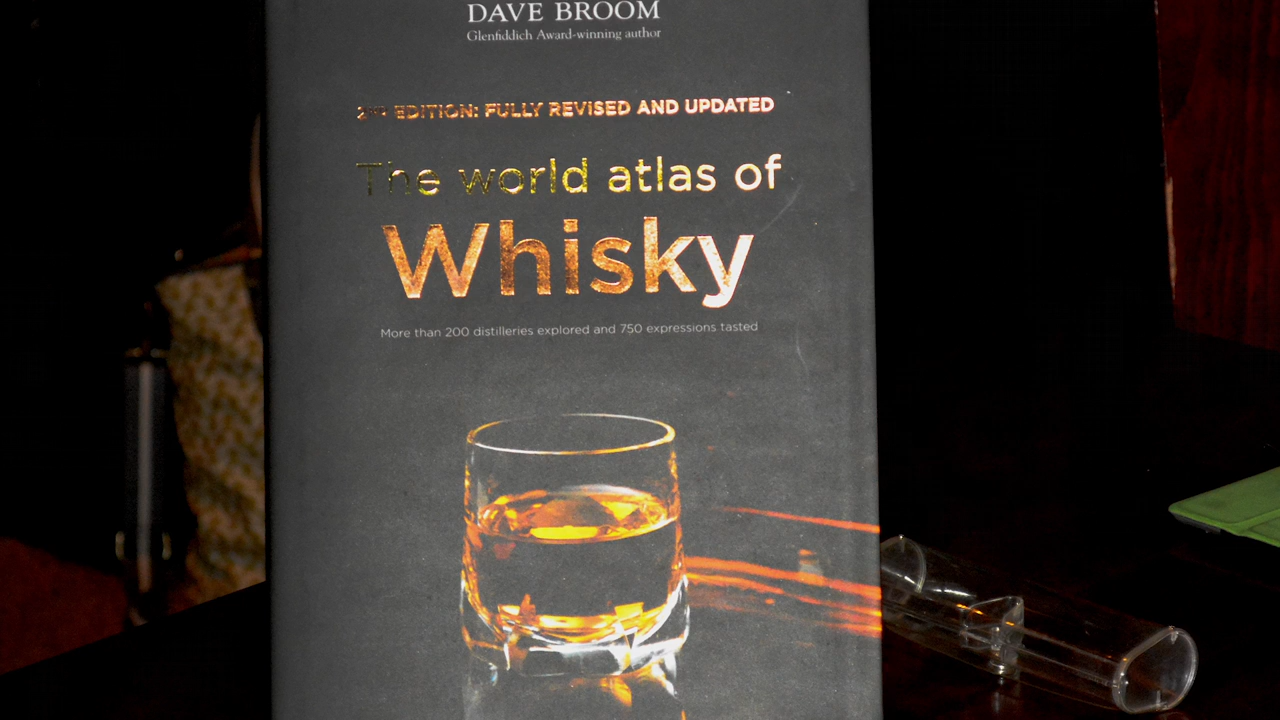 DAVE BROOM
Glenfiddich Award-winning author
2ND EDITION: FULLY REVISED AND UPDATED
The world atlas of
Whisky
More than 200 distilleries explored and 750 expressions tasted